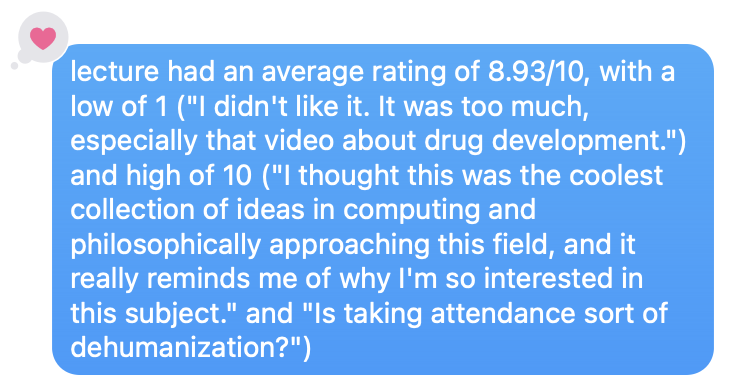 lecture had an average rating of 8.93/10, with a
low of 1 ("I didn't like it. It was too much,
especially that video about drug development.")
and high of 10 ("I thought this was the coolest
collection of ideas in computing and
philosophically approaching this field, and it
really reminds me of why I'm so interested in
this subject." and "Is taking attendance sort of
dehumanization?")